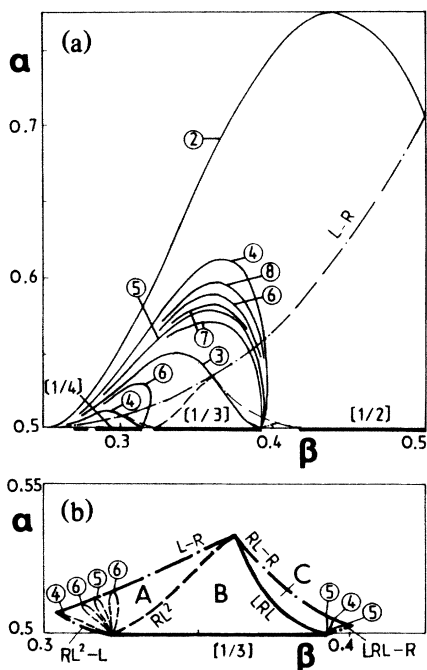 (a)
α
0.7
0.6
0.5
②
L-R
④
⑧
⑥
⑤
⑦
③
[1/4]
⑥
④
[1/3]
[1/2]
0.3
0.4
0.5
β
0.55
(b)
α
L-R
RL-R
C
④ ⑥ ⑤ ⑥
A
B
RL²
LRL
⑤ ④ ⑤
0.5
0.3
RL²-L
[1/3]
β
0.4
LRL-R